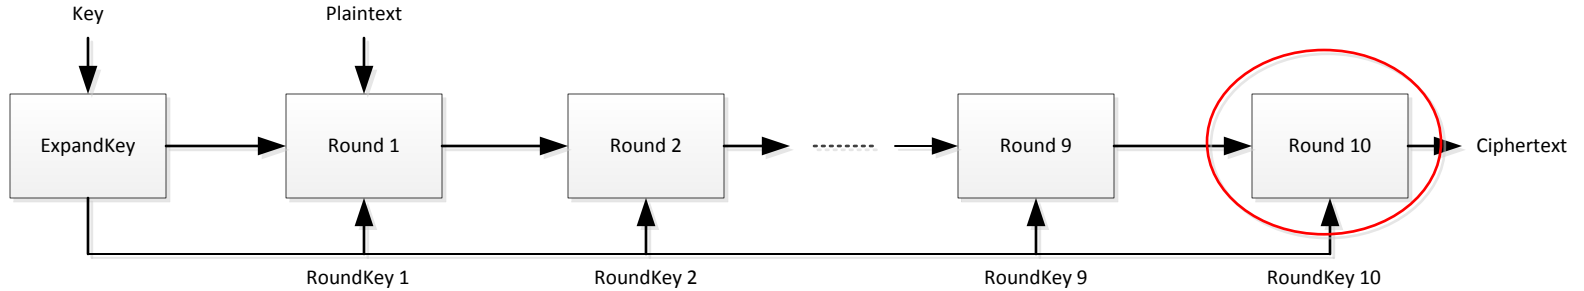 Key
Plaintext
ExpandKey
Round 1
Round 2
Round 9
Round 10
Ciphertext
RoundKey 1
RoundKey 2
RoundKey 9
RoundKey 10